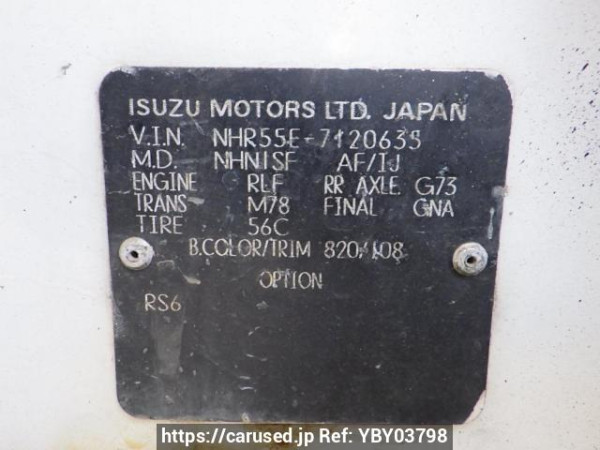 ISUZU MOTORS LTD. JAPAN
V.I.N. NHR55E-7120635
M.D. NHN1SF AF/IJ
ENGINE RLF RR AXLE. G73
TRANS M78 FINAL GNA
TIRE 56C
B.COLOR/TRIM 820/108
OPTION
RS6
https://carused.jp Ref: YBY03798